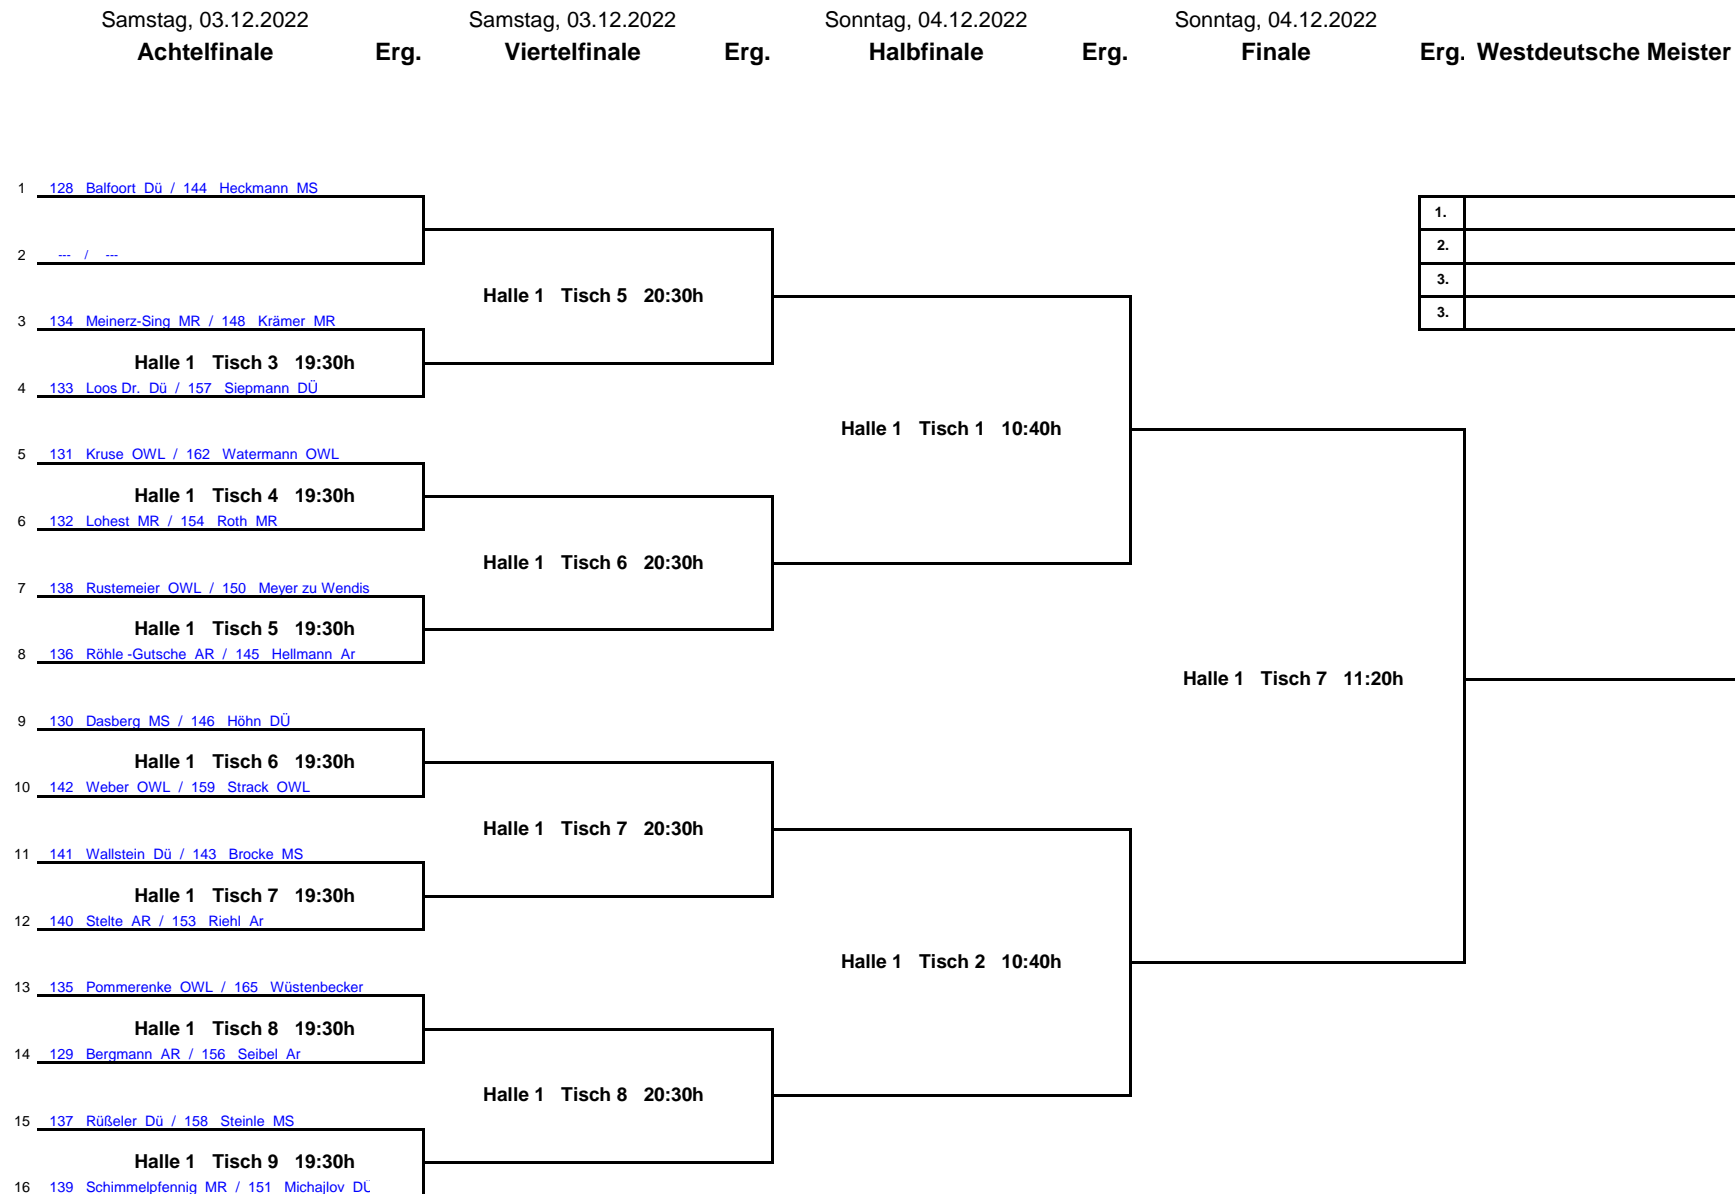 Samstag, 03.12.2022 Samstag, 03.12.2022 Sonntag, 04.12.2022 Sonntag, 04.12.2022
Achtelfinale Erg. Viertelfinale Erg. Halbfinale Erg. Finale Erg. Westdeutsche Meister
1 128 Balfoort Dü / 144 Heckmann MS
1.
2.
2 --- / ---
3.
Halle 1 Tisch 5 20:30h
3.
3 134 Meinerz-Sing MR / 148 Krämer MR
Halle 1 Tisch 3 19:30h
4 133 Loos Dr. Dü / 157 Siepmann DÜ
Halle 1 Tisch 1 10:40h
5 131 Kruse OWL / 162 Watermann OWL
Halle 1 Tisch 4 19:30h
6 132 Lohest MR / 154 Roth MR
Halle 1 Tisch 6 20:30h
7 138 Rustemeier OWL / 150 Meyer zu Wendis
Halle 1 Tisch 5 19:30h
8 136 Röhle -Gutsche AR / 145 Hellmann Ar
Halle 1 Tisch 7 11:20h
9 130 Dasberg MS / 146 Höhn DÜ
Halle 1 Tisch 6 19:30h
10 142 Weber OWL / 159 Strack OWL
Halle 1 Tisch 7 20:30h
11 141 Wallstein Dü / 143 Brocke MS
Halle 1 Tisch 7 19:30h
12 140 Stelte AR / 153 Riehl Ar
Halle 1 Tisch 2 10:40h
13 135 Pommerenke OWL / 165 Wüstenbecker
Halle 1 Tisch 8 19:30h
14 129 Bergmann AR / 156 Seibel Ar
Halle 1 Tisch 8 20:30h
15 137 Rüßeler Dü / 158 Steinle MS
Halle 1 Tisch 9 19:30h
16 139 Schimmelpfennig MR / 151 Michajlov DÜ